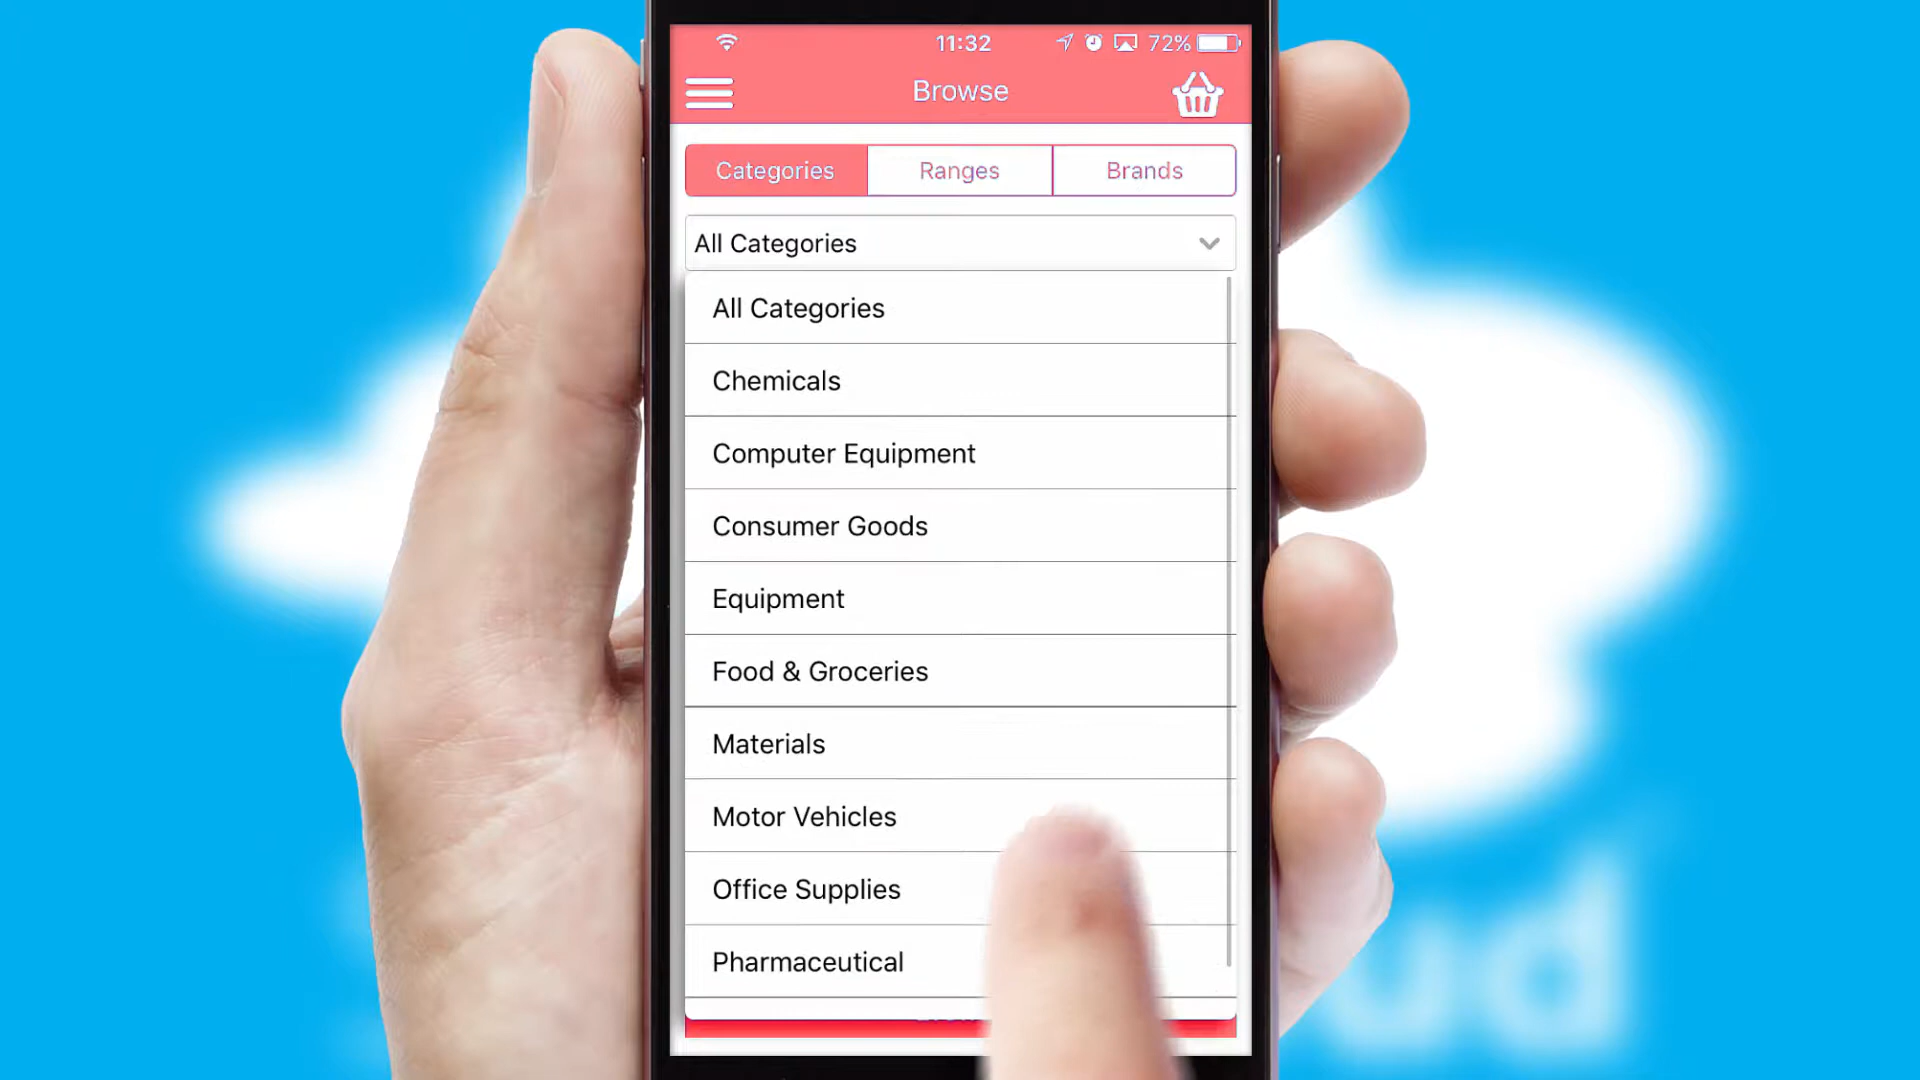 11:32
72%
Browse
Categories
Ranges
Brands
All Categories
All Categories
Chemicals
Computer Equipment
Consumer Goods
Equipment
Food & Groceries
Materials
Motor Vehicles
Office Supplies
Pharmaceutical